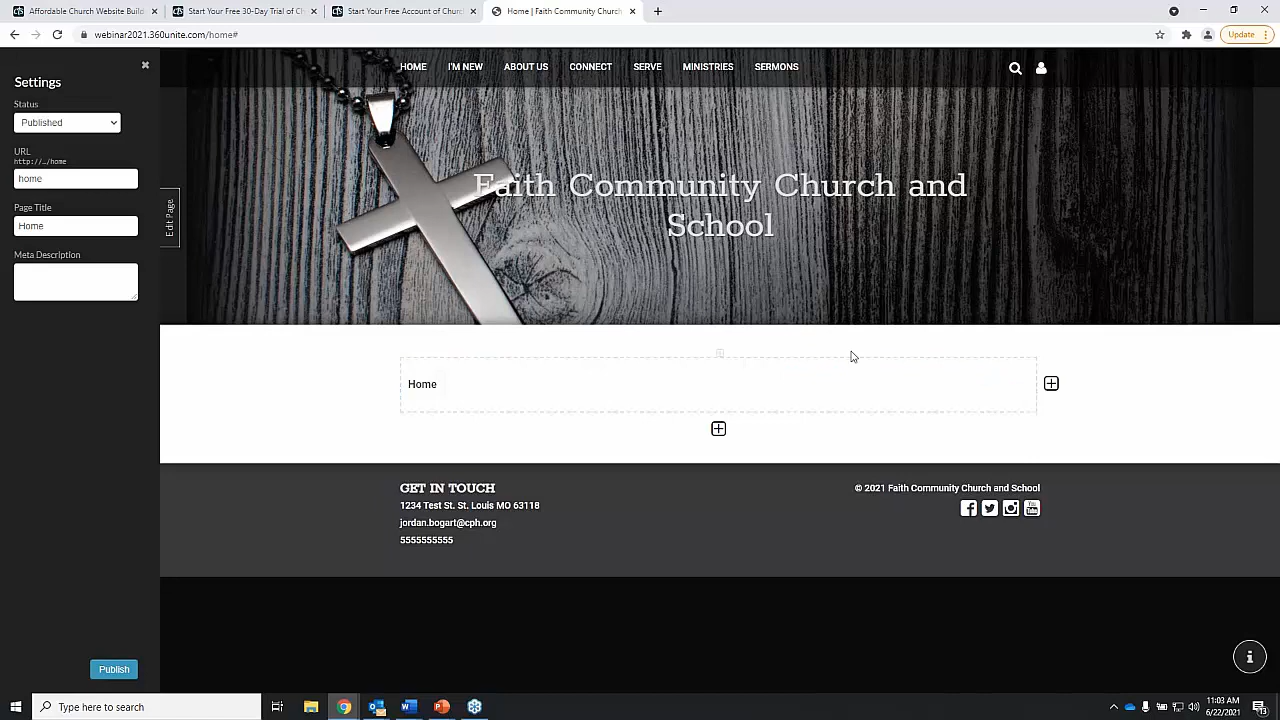 Affordable Church Website Build
Start Your Free 30-Day Trial of C
Start Your Free Account of Churc
Home | Faith Community Church
webinar2021.360unite.com/home#
Update
Settings
Status
Published
URL
http://…/home
home
Page Title
Home
Meta Description
Publish
Edit Page
HOME
I'M NEW
ABOUT US
CONNECT
SERVE
MINISTRIES
SERMONS
Faith Community Church and
School
Home
GET IN TOUCH
1234 Test St. St. Louis MO 63118
jordan.bogart@cph.org
5555555555
© 2021 Faith Community Church and School
Type here to search
11:03 AM
6/22/2021